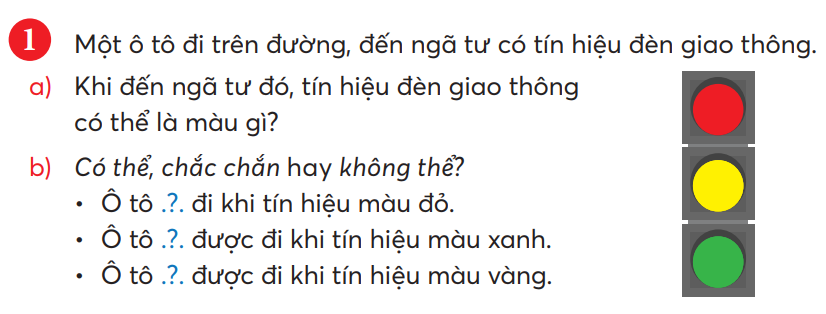 1 Một ô tô đi trên đường, đến ngã tư có tín hiệu đèn giao thông.
a) Khi đến ngã tư đó, tín hiệu đèn giao thông
có thể là màu gì?
b) Có thể, chắc chắn hay không thể?
• Ô tô .?. đi khi tín hiệu màu đỏ.
• Ô tô .?. được đi khi tín hiệu màu xanh.
• Ô tô .?. được đi khi tín hiệu màu vàng.